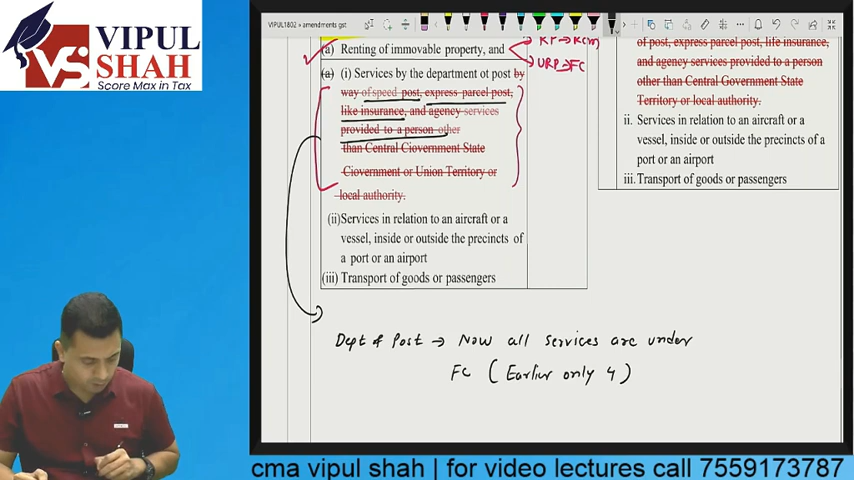 VIPUL1802 + amendments gst
VIPUL
SHAH
Score Max in Tax
VS
(a) Renting of immovable property, and
RP → RCM
URP → FC
(a) (i) Services by the department ot post by
way of speed post, express parcel post,
like insurance, and agency services
provided to a person other
than Central Ciovernment State
Ciovernment or Union Territory or
local authority.
(ii)Services in relation to an aircraft or a
vessel, inside or outside the precincts of
a port or an airport
(iii) Transport of goods or passengers
of post, express parcel post, life insurance,
and agency services provided to a person
other than Central Government State
Territory or local authority.
ii. Services in relation to an aircraft or a
vessel, inside or outside the precincts of a
port or an airport
iii. Transport of goods or passengers
Dept of Post → Now all services are under
FC (Earlier only 4)
cma vipul shah | for video lectures call 7559173787